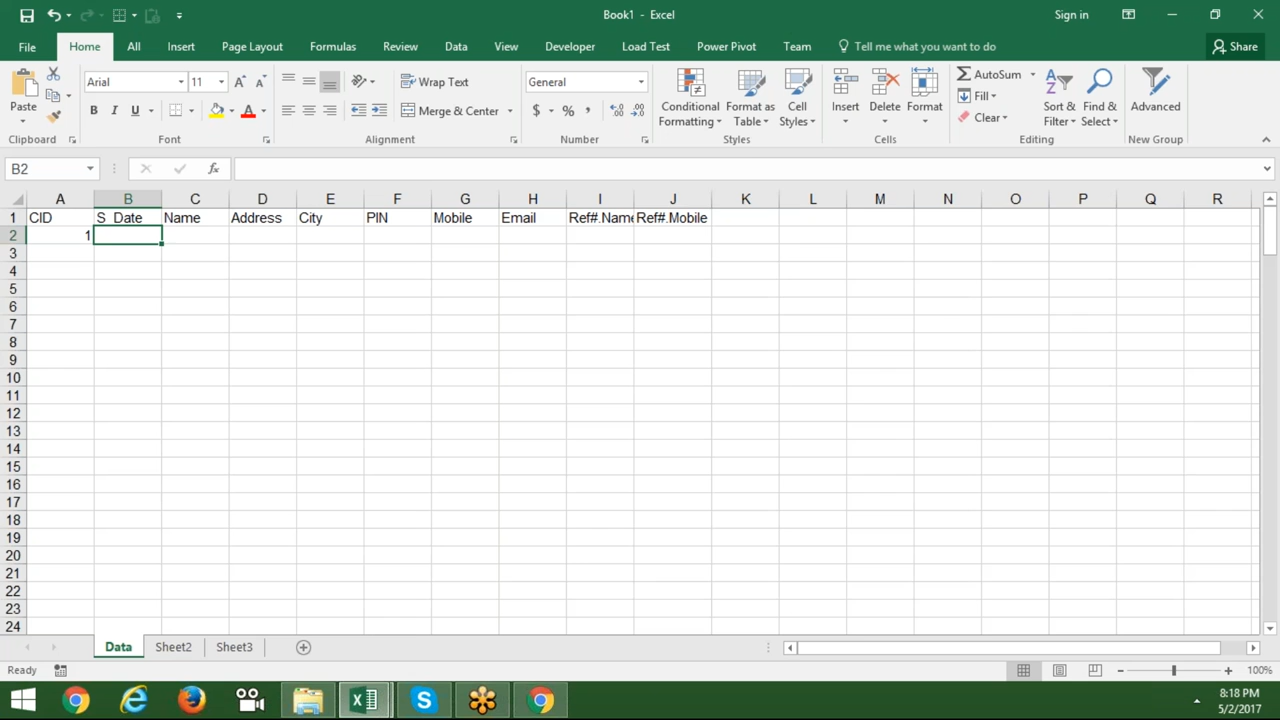 Book1 - Excel
Sign in
File Home All Insert Page Layout Formulas Review Data View Developer Load Test Power Pivot Team Tell me what you want to do Share
Paste
Arial 11
B I U A
Wrap Text
Merge & Center
General
$ % ,
Conditional Formatting
Format as Table
Cell Styles
Insert
Delete
Format
AutoSum
Fill
Clear
Sort & Filter
Find & Select
Advanced
Clipboard Font Alignment Number Styles Cells Editing New Group
B2 fx
A B C D E F G H I J K L M N O P Q R
1 CID S_Date Name Address City PIN Mobile Email Ref#.Name Ref#.Mobile
2 1
3
4
5
6
7
8
9
10
11
12
13
14
15
16
17
18
19
20
21
22
23
24
Data Sheet2 Sheet3
Ready 100%
8:18 PM
5/2/2017